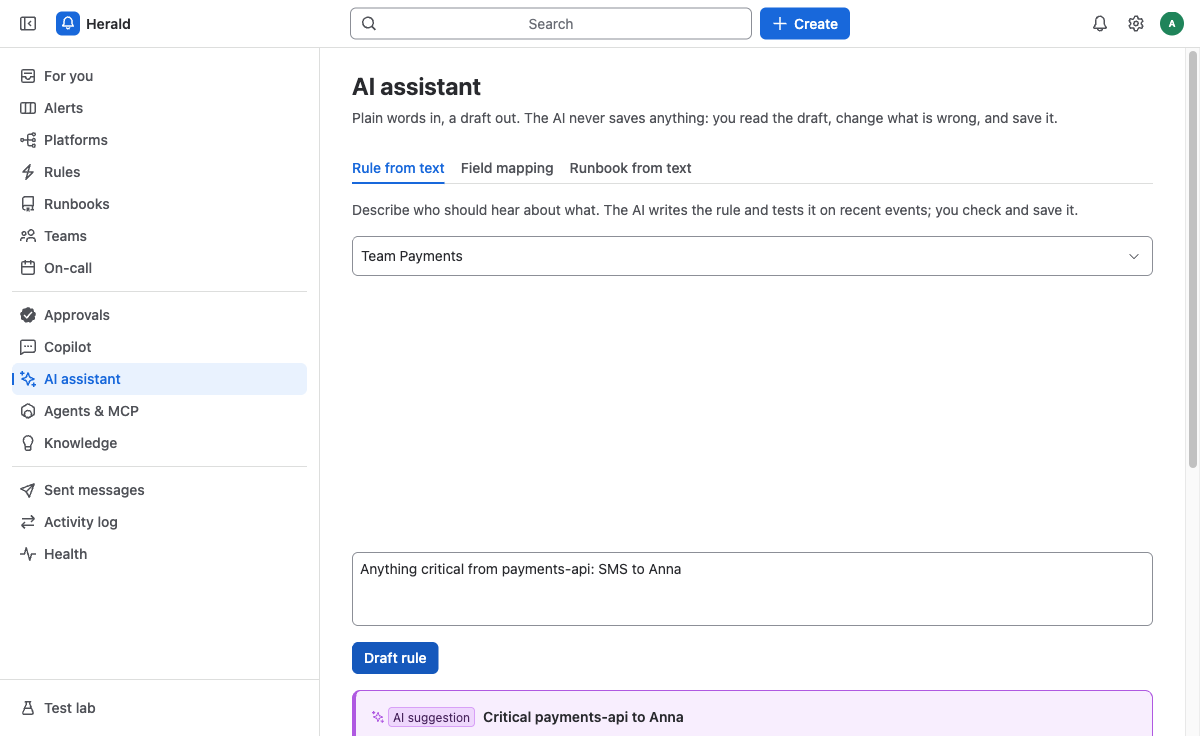 Herald
Search
Create
A
For you
Alerts
Platforms
Rules
Runbooks
Teams
On-call
Approvals
Copilot
AI assistant
Agents & MCP
Knowledge
Sent messages
Activity log
Health
Test lab
AI assistant
Plain words in, a draft out. The AI never saves anything: you read the draft, change what is wrong, and save it.
Rule from text Field mapping Runbook from text
Describe who should hear about what. The AI writes the rule and tests it on recent events; you check and save it.
Team Payments
Anything critical from payments-api: SMS to Anna
Draft rule
AI suggestion Critical payments-api to Anna